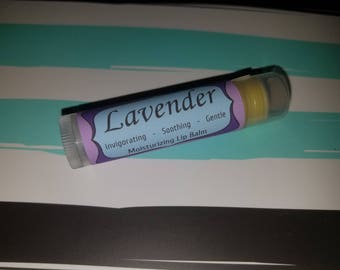 Lavender
Invigorating - Soothing - Gentle
Moisturizing Lip Balm